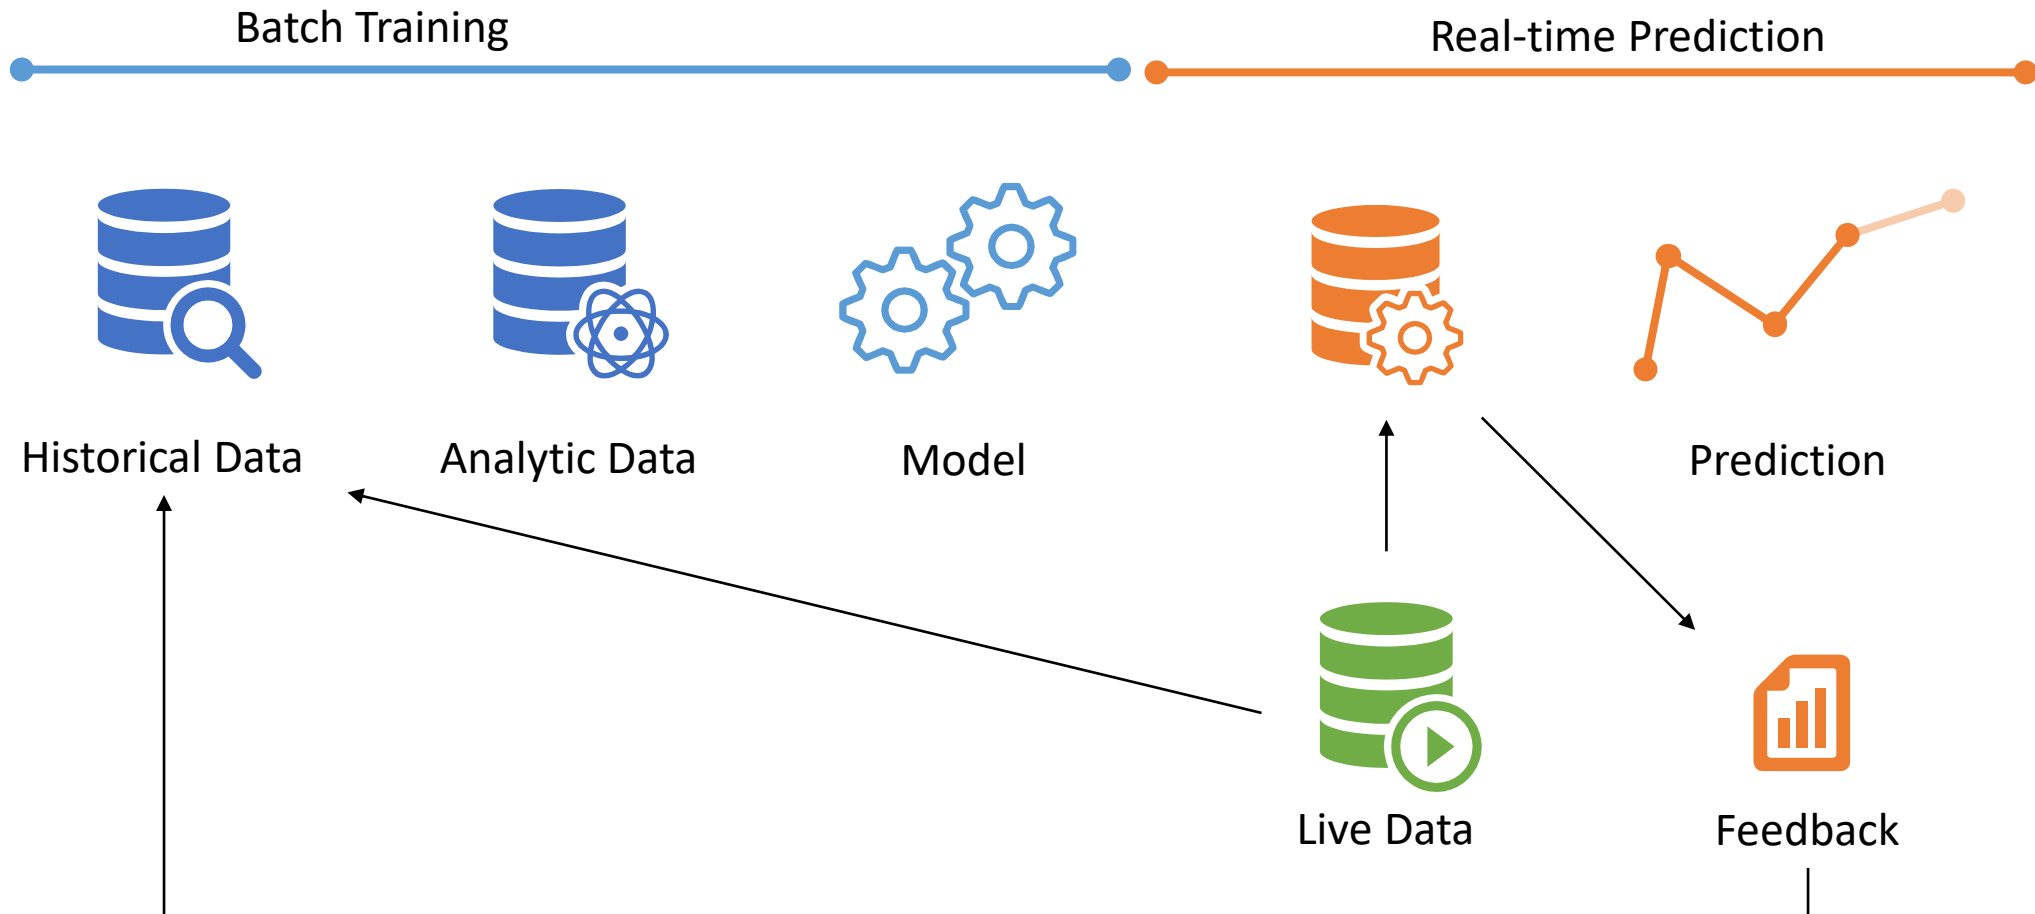 Batch Training
Real-time Prediction
Historical Data
Analytic Data
Model
Prediction
Live Data
Feedback